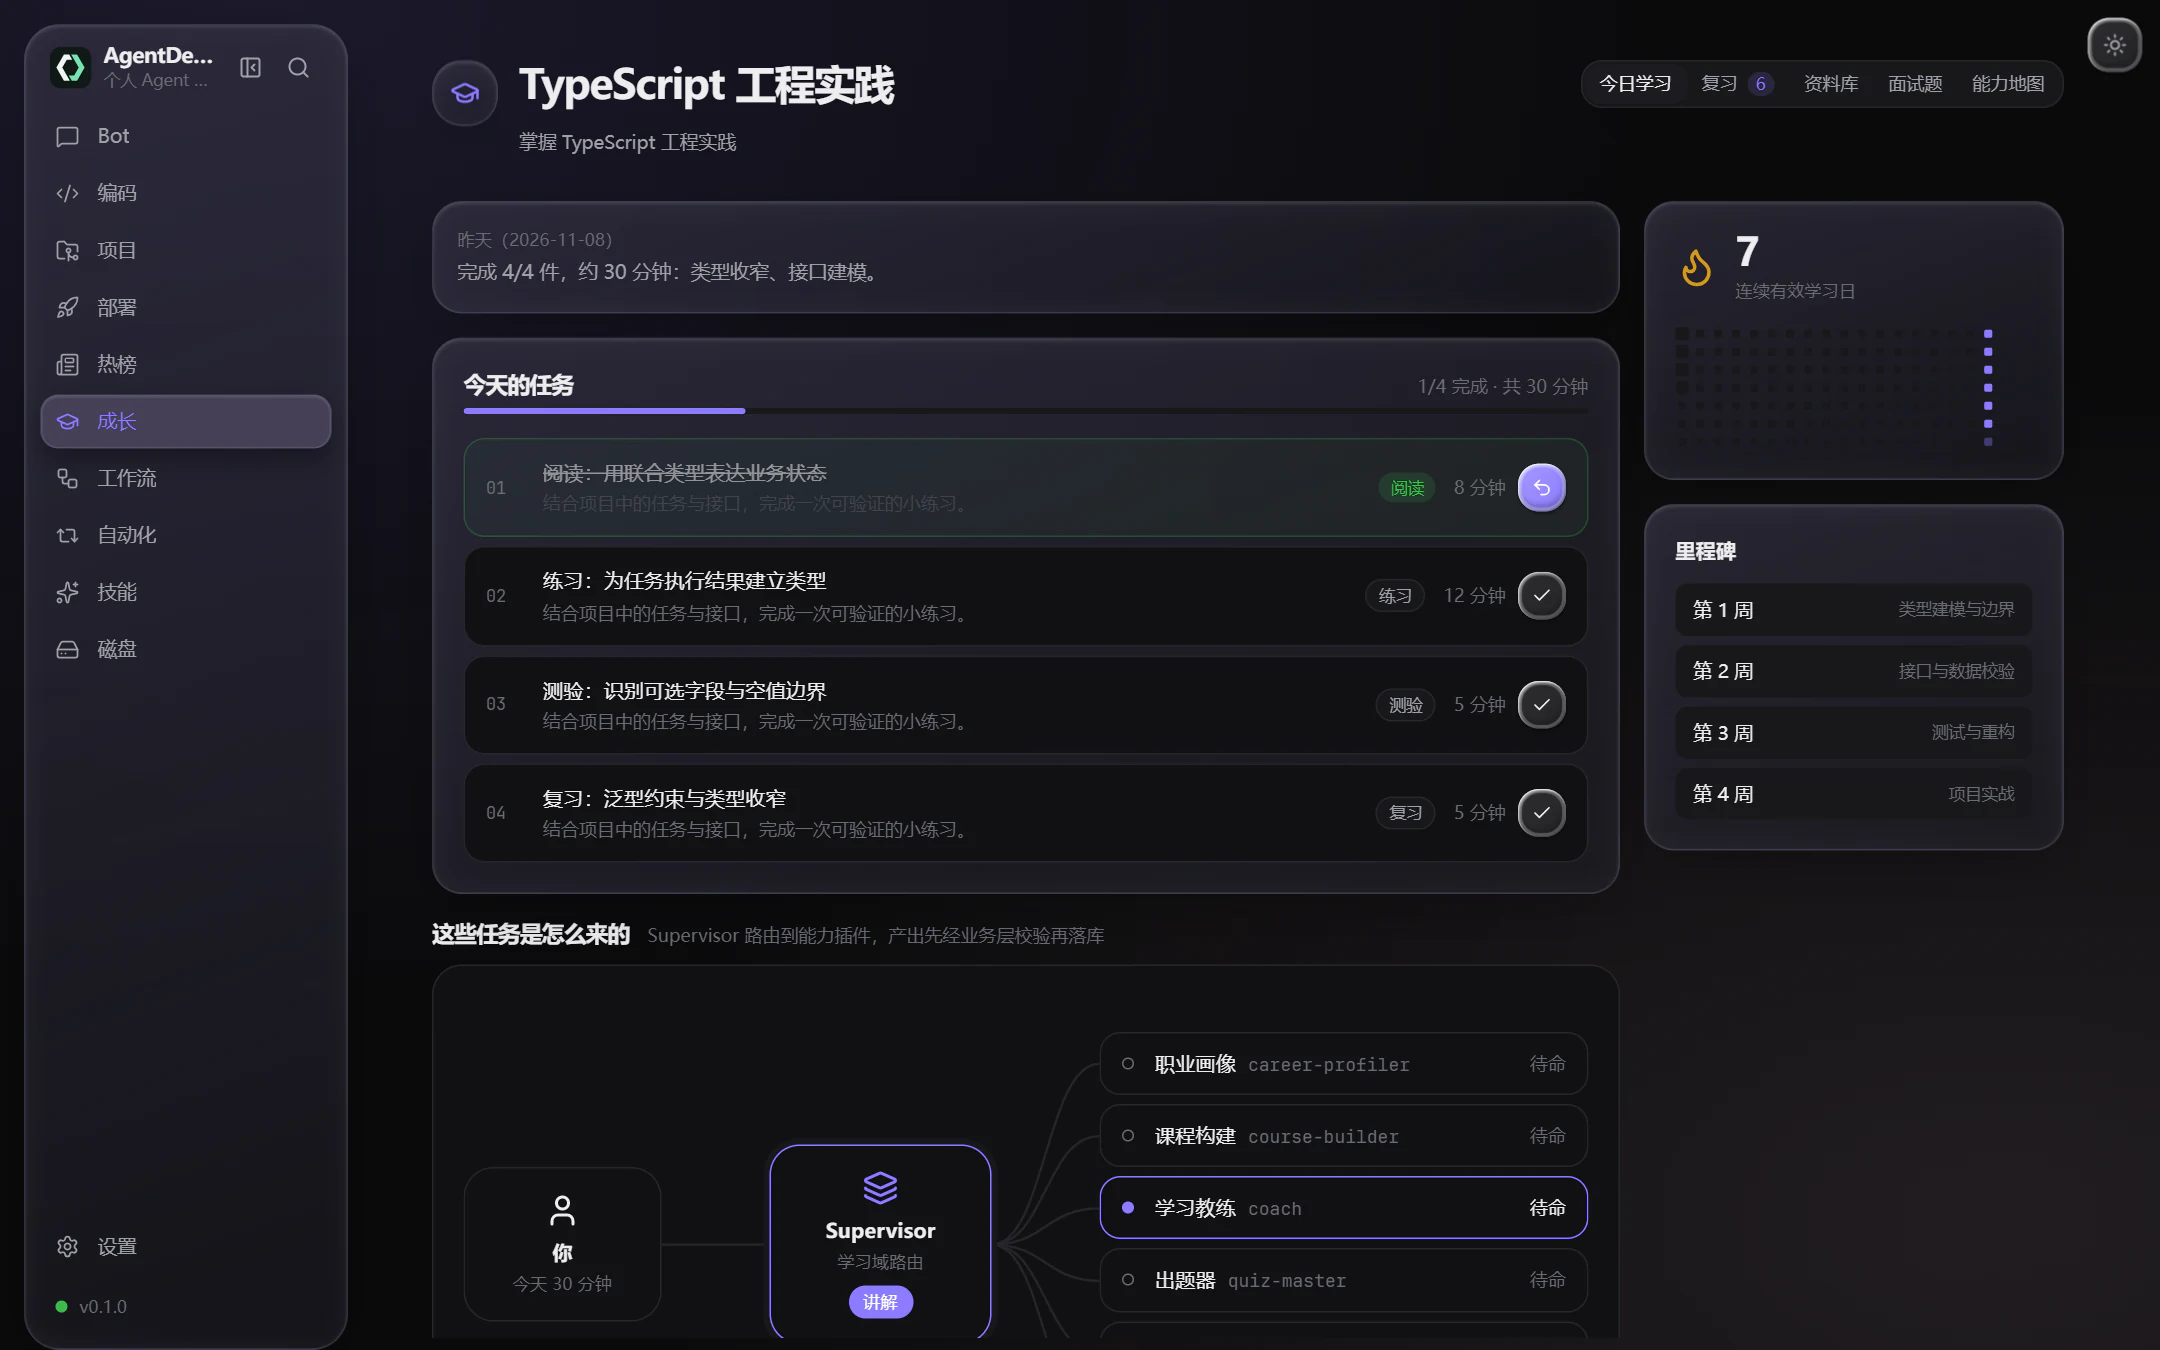 AgentDe...
个人 Agent ...
Bot
编码
项目
部署
热榜
成长
工作流
自动化
技能
磁盘
设置
v0.1.0
TypeScript 工程实践
掌握 TypeScript 工程实践
今日学习
复习 6
资料库
面试题
能力地图
昨天（2026-11-08）
完成 4/4 件，约 30 分钟：类型收窄、接口建模。
今天的任务
1/4 完成 · 共 30 分钟
01
阅读：用联合类型表达业务状态
结合项目中的任务与接口，完成一次可验证的小练习。
阅读
8 分钟
02
练习：为任务执行结果建立类型
结合项目中的任务与接口，完成一次可验证的小练习。
练习
12 分钟
03
测验：识别可选字段与空值边界
结合项目中的任务与接口，完成一次可验证的小练习。
测验
5 分钟
04
复习：泛型约束与类型收窄
结合项目中的任务与接口，完成一次可验证的小练习。
复习
5 分钟
7
连续有效学习日
里程碑
第 1 周
类型建模与边界
第 2 周
接口与数据校验
第 3 周
测试与重构
第 4 周
项目实战
这些任务是怎么来的
Supervisor 路由到能力插件，产出先经业务层校验再落库
你
今天 30 分钟
Supervisor
学习域路由
讲解
职业画像 career-profiler
待命
课程构建 course-builder
待命
学习教练 coach
待命
出题器 quiz-master
待命